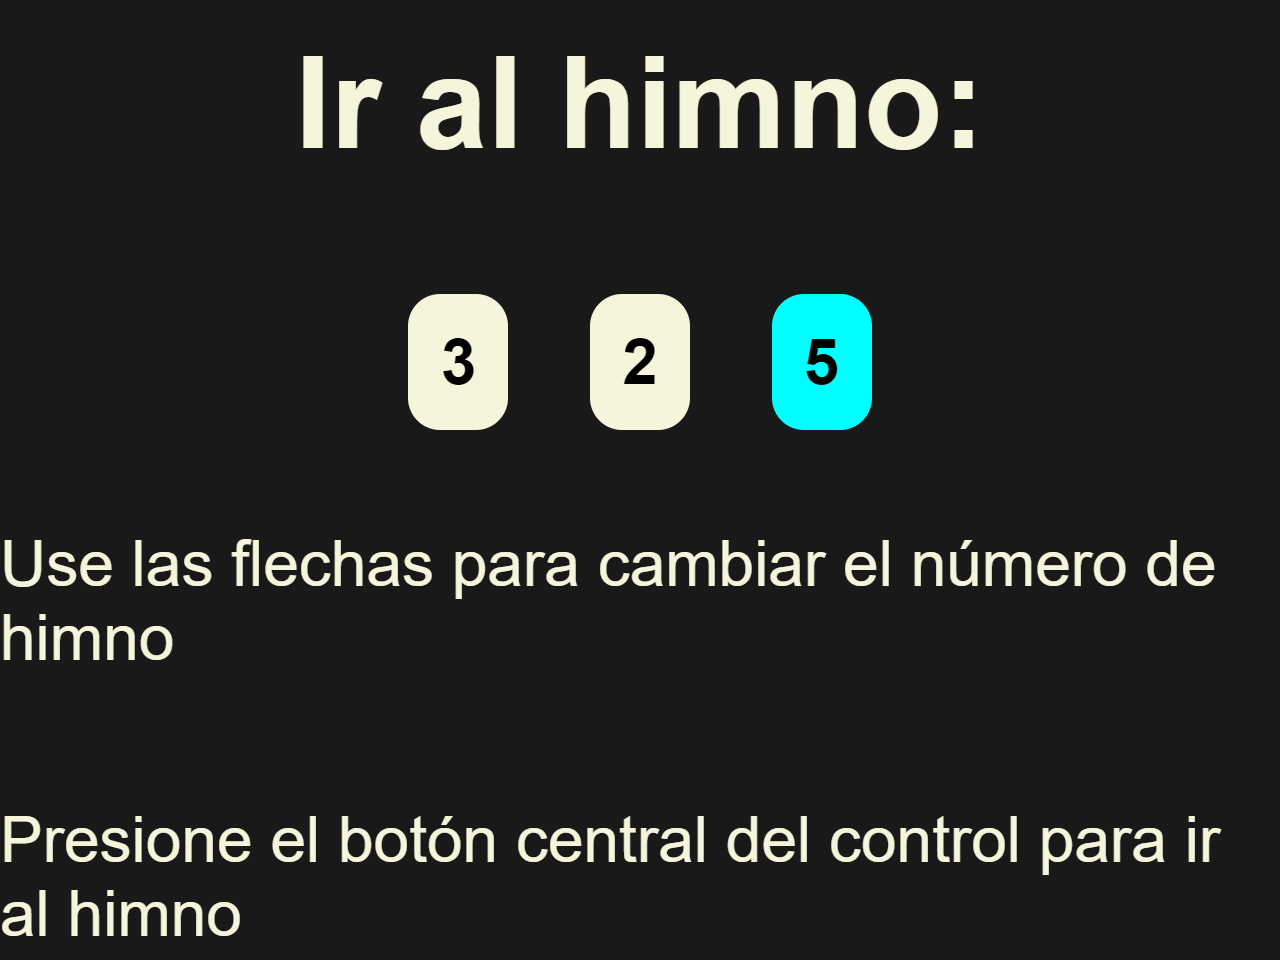 Ir al himno:
3 2 5
Use las flechas para cambiar el número de
himno
Presione el botón central del control para ir
al himno